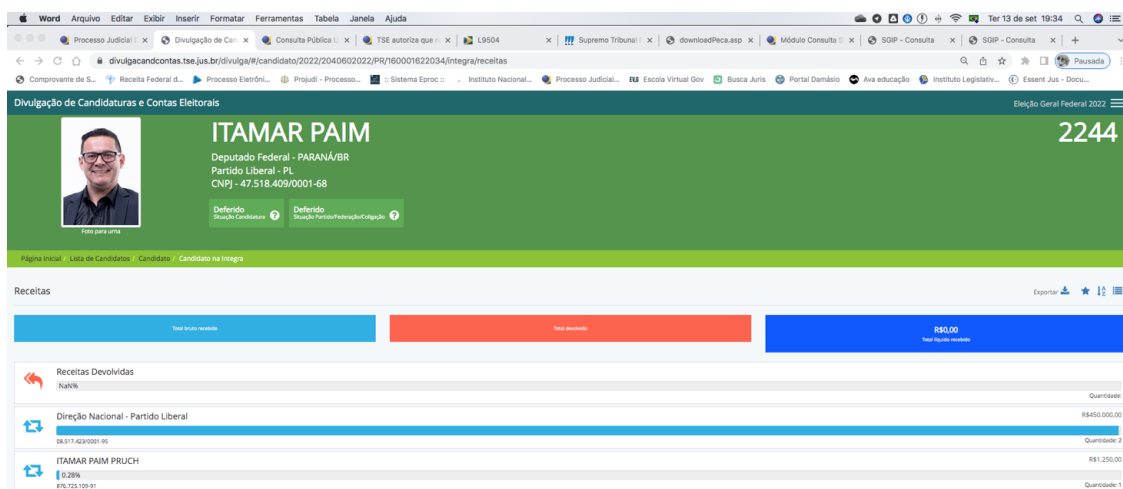 Word Arquivo Editar Exibir Inserir Formatar Ferramentas Tabela Janela Ajuda Ter 13 de set 19:34
Processo Judicial E Divulgação de Can Consulta Pública U TSE autoriza que n L9504 Supremo Tribunal F downloadPeca.asp Módulo Consulta S SGIP - Consulta SGIP - Consulta
divulgacandcontas.tse.jus.br/divulga/#/candidato/2022/2040602022/PR/160001622034/integra/receitas Pausada
Comprovante de S... Receita Federal d... Processo Eletrôni... Projudi - Processo... :: Sistema Eproc :: Instituto Nacional... Processo Judicial... Escola Virtual Gov Busca Juris Portal Damásio Ava educação Instituto Legislativ... Essent Jus - Docu...
Divulgação de Candidaturas e Contas Eleitorais Eleição Geral Federal 2022
ITAMAR PAIM 2244
Deputado Federal - PARANÁ/BR
Partido Liberal - PL
CNPJ - 47.518.409/0001-68
Deferido Deferido
Situação Candidatura ? Situação Partido/Federação/Coligação ?
Foto para urna
Página Inicial / Lista de Candidatos / Candidato / Candidato na íntegra
Receitas Exportar
Total bruto recebido Total devolvido R$0,00
Total líquido recebido
Receitas Devolvidas
NaN%
Quantidade:
Direção Nacional - Partido Liberal R$450.000,00
08.517.423/0001-95 Quantidade: 2
ITAMAR PAIM PRUCH R$1.250,00
0.28%
876.725.109-91 Quantidade: 1